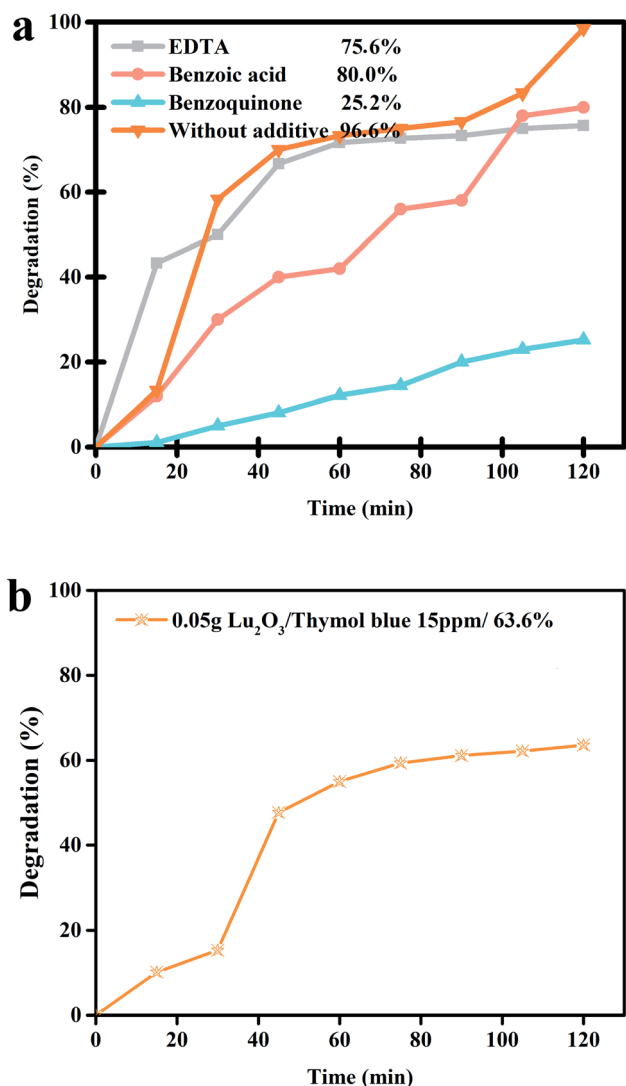 a
EDTA 75.6%
Benzoic acid 80.0%
Benzoquinone 25.2%
Without additive 96.6%
Degradation (%)
100
80
60
40
20
0
0 20 40 60 80 100 120
Time (min)
b
0.05g Lu₂O₃/Thymol blue 15ppm/ 63.6%
Degradation (%)
100
80
60
40
20
0
0 20 40 60 80 100 120
Time (min)